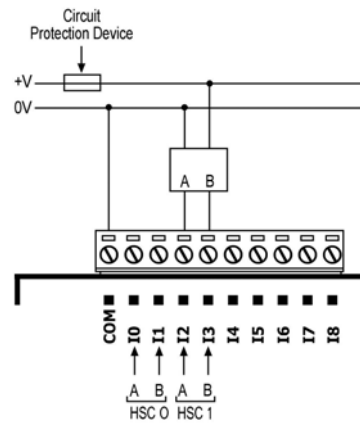 Circuit
Protection Device
+V
0V
A B
COM I0 I1 I2 I3 I4 I5 I6 I7 I8
A B A B
HSC 0 HSC 1